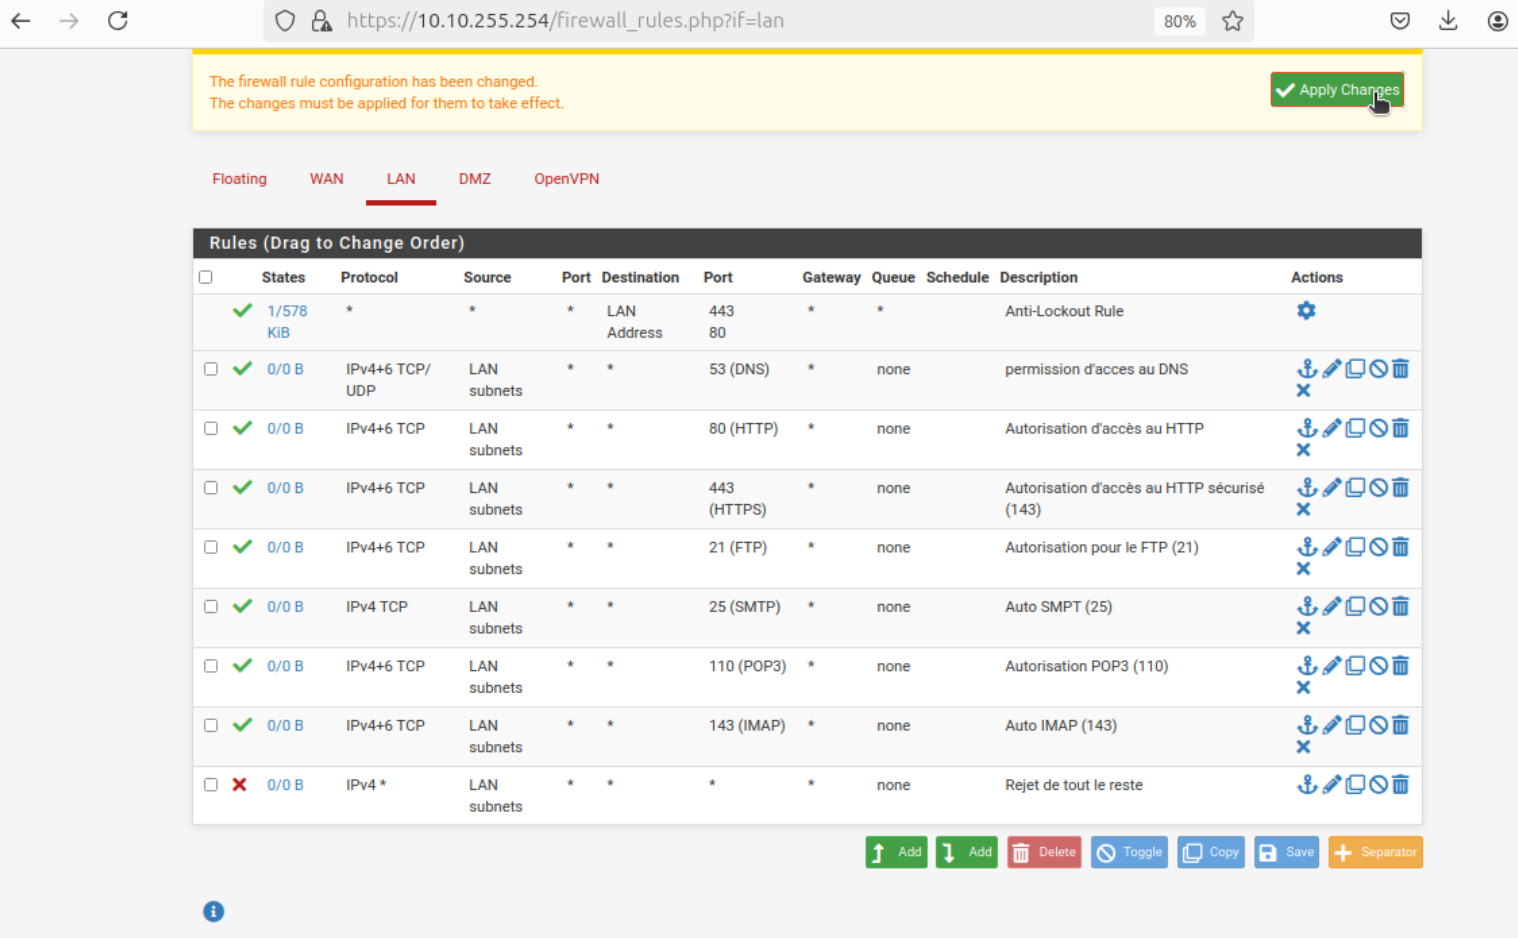 https://10.10.255.254/firewall_rules.php?if=lan 80%
The firewall rule configuration has been changed.
The changes must be applied for them to take effect.
Apply Changes
Floating WAN LAN DMZ OpenVPN
Rules (Drag to Change Order)
States Protocol Source Port Destination Port Gateway Queue Schedule Description Actions
1/578 * * * LAN 443 * * Anti-Lockout Rule
KiB Address 80
0/0 B IPv4+6 TCP/ LAN * * 53 (DNS) * none permission d'acces au DNS
UDP subnets
0/0 B IPv4+6 TCP LAN * * 80 (HTTP) * none Autorisation d'accès au HTTP
subnets
0/0 B IPv4+6 TCP LAN * * 443 * none Autorisation d'accès au HTTP sécurisé
subnets (HTTPS) (143)
0/0 B IPv4+6 TCP LAN * * 21 (FTP) * none Autorisation pour le FTP (21)
subnets
0/0 B IPv4 TCP LAN * * 25 (SMTP) * none Auto SMPT (25)
subnets
0/0 B IPv4+6 TCP LAN * * 110 (POP3) * none Autorisation POP3 (110)
subnets
0/0 B IPv4+6 TCP LAN * * 143 (IMAP) * none Auto IMAP (143)
subnets
0/0 B IPv4 * LAN * * * * none Rejet de tout le reste
subnets
Add Add Delete Toggle Copy Save Separator